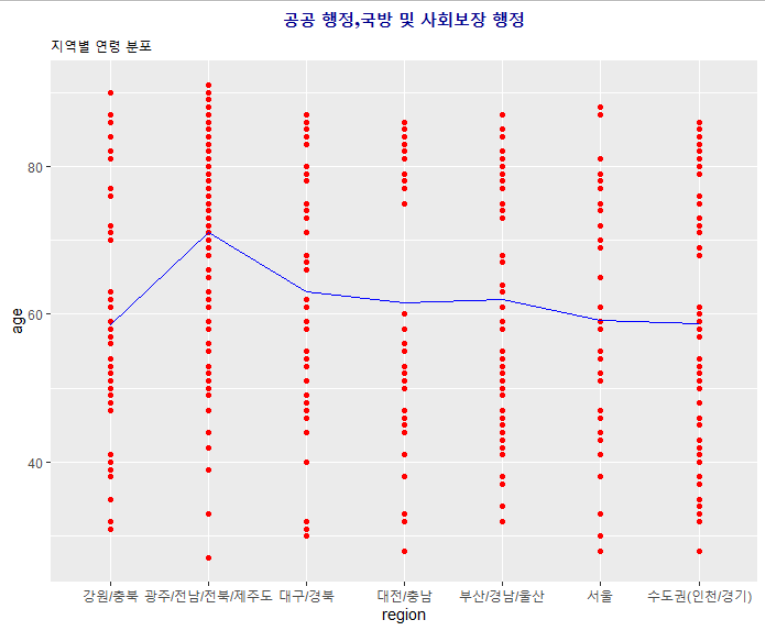 공공 행정,국방 및 사회보장 행정
지역별 연령 분포
80
60
40
age
강원/충북 광주/전남/전북/제주도 대구/경북 대전/충남 부산/경남/울산 서울 수도권(인천/경기)
region